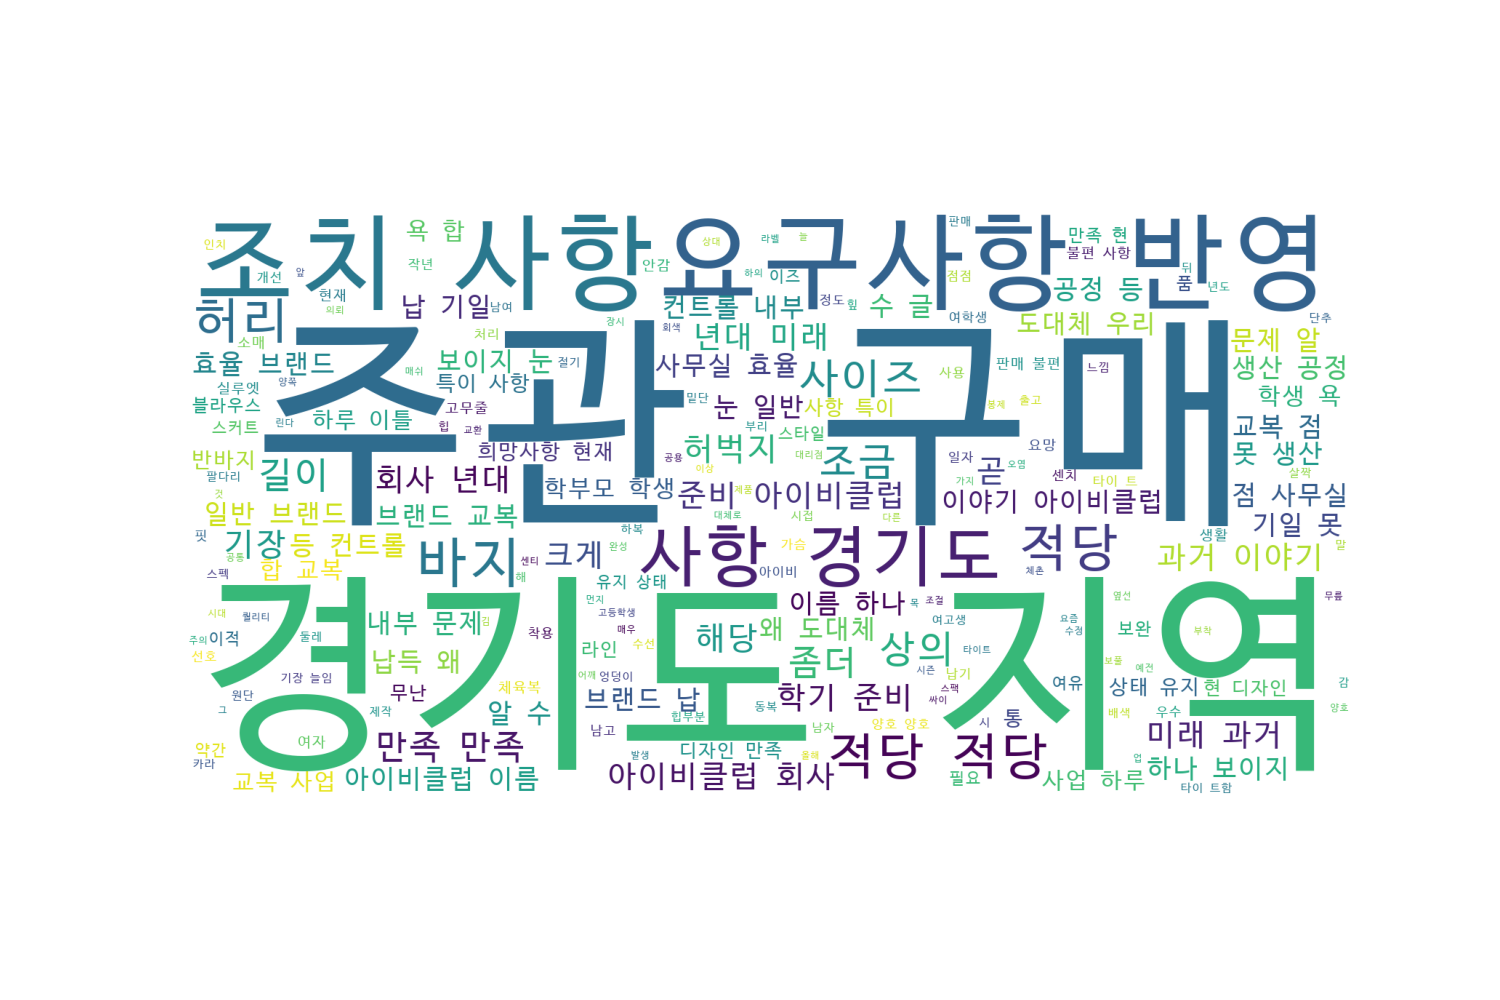 조치 사항
요구사항 반영
주관 구매
경기도 지역
사항 경기도
적당 적당
적당
바지
허리
사이즈
길이
조금
허벅지
기장
크게
상의
좀더
해당
곧
만족 만족
인치
욕 합
작년
개선
앞
현재
의뢰
납 기일
남여
안감
상대
라벨
늘
하의
이즈
정도
힢
수 글
판매
점점
만족 현
불편 사항
뒤
품
년도
공정 등
컨트롤 내부
여학생
도대체 우리
단추
소매
장시
회색
처리
년대 미래
문제 알
효율 브랜드
양쪽
매쉬
보이지 눈
절기
사무실 효율
판매 불편
느낌
생산 공정
실루엣
특이 사항
밑단
사용
블라우스
고무줄
눈 일반
사항 특이
봉제
출고
학생 욕
스커트
린다
하루 이틀
힙
교환
부리
스타일
요망
교복 점
반바지
희망사항 현재
공용
대리점
일자
오염
못 생산
팔다리
회사 년대
이상
센치
타이 트
살짝
것
학부모 학생
준비 아이비클럽
제품
가지
이야기 아이비클럽
점 사무실
일반 브랜드
브랜드 교복
대체로
시접
다른
기일 못
핏
하복
생활
공통
등 컨트롤
가슴
말
합 교복
완성
센티
아이비
체촌
과거 이야기
스펙
해
유지 상태
시대
퀄리티
내부 문제
김
먼지
고등학생
이름 하나
목
조절
옆선
무릎
주의
이적
둘레
착용
매우
수선
왜 도대체
여고생
요즘
수정
보완
부착
선호
납득 왜
라인
타이트
보풀
예전
기장 늘임
어깨
엉덩이
시즌
남기
여유
상태 유지
현 디자인
감
원단
무난
체육복
브랜드 납
학기 준비
스팩
싸이
그
제작
알 수
동복
힙부분
양호 양호
시
통
배색
우수
양호
여자
남고
남자
미래 과거
약간
디자인 만족
발생
올해
업
카라
교복 사업
아이비클럽 이름
아이비클럽 회사
필요
사업 하루
하나 보이지
타이 트함